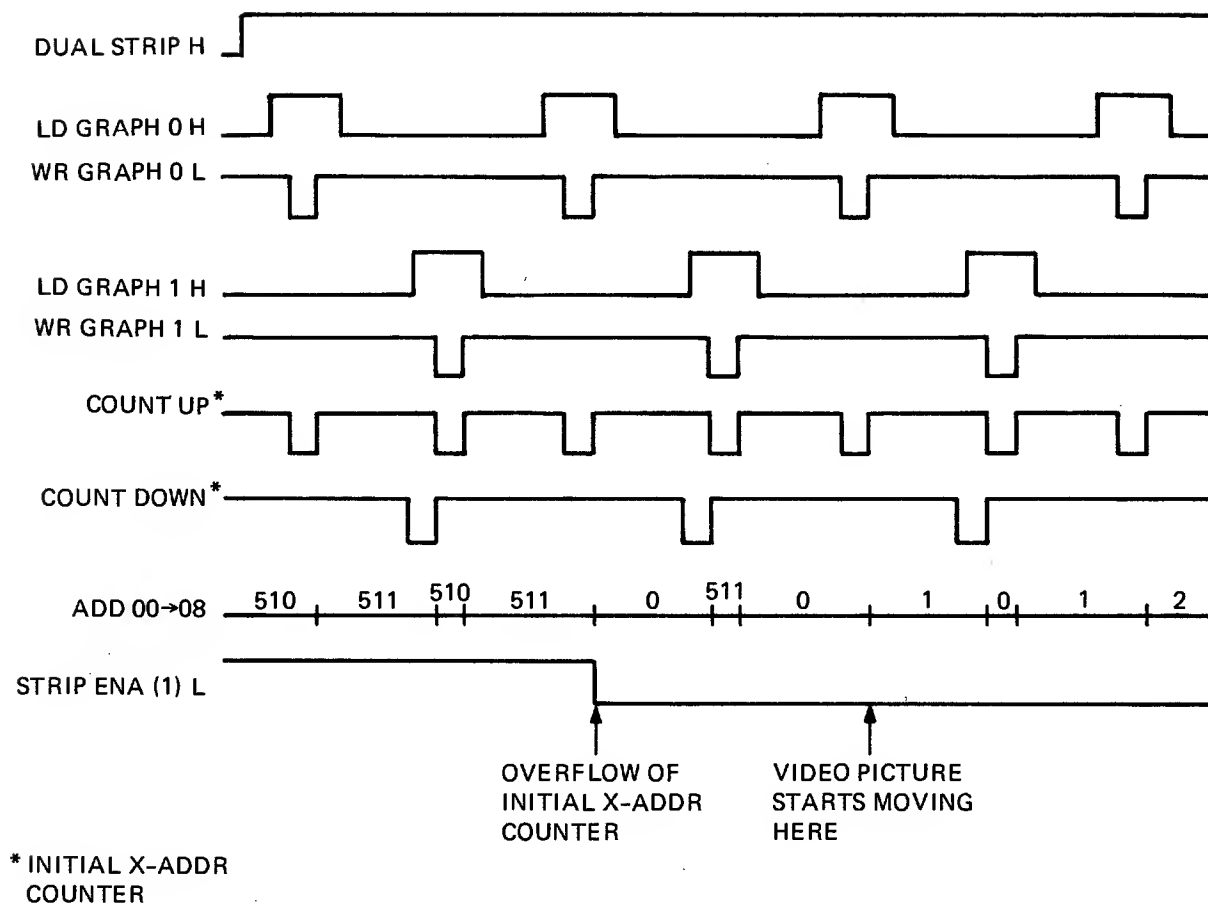 DUAL STRIP H
LD GRAPH 0 H
WR GRAPH 0 L
LD GRAPH 1 H
WR GRAPH 1 L
COUNT UP*
COUNT DOWN*
ADD 00→08 510 511 510 511 0 511 0 1 0 1 2
STRIP ENA (1) L
OVERFLOW OF
INITIAL X-ADDR
COUNTER
VIDEO PICTURE
STARTS MOVING
HERE
* INITIAL X-ADDR
COUNTER